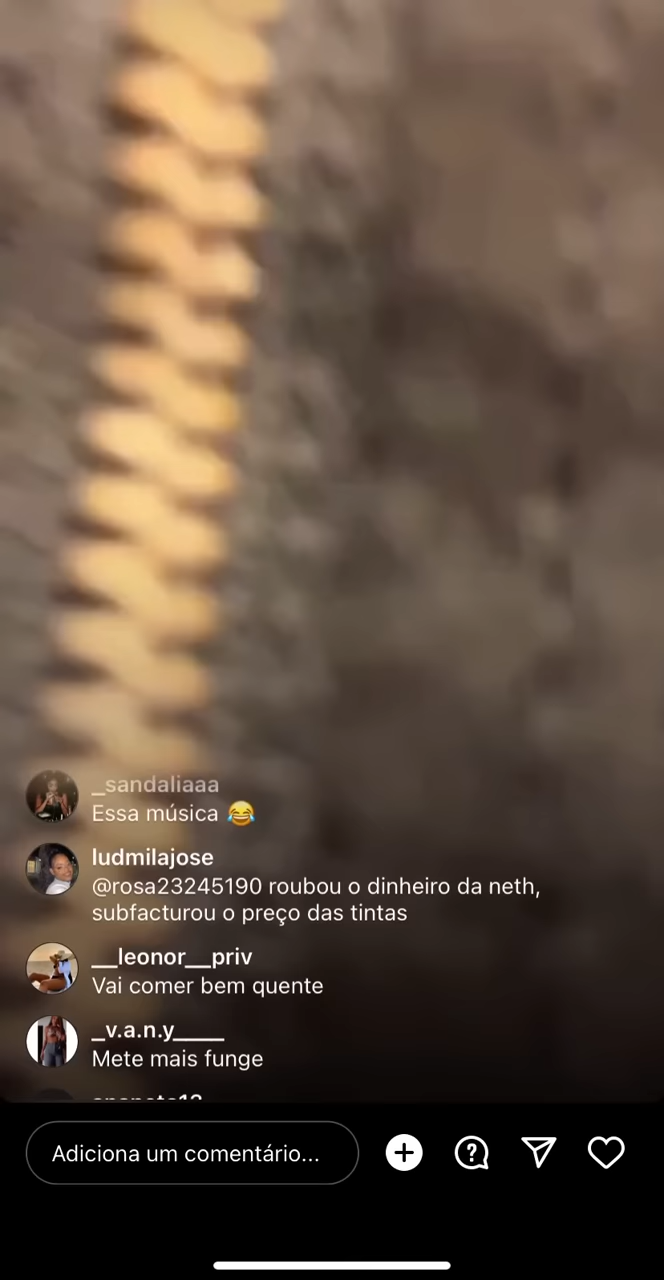 _sandaliaaa
Essa música 😂
ludmilajose
@rosa23245190 roubou o dinheiro da neth,
subfacturou o preço das tintas
__leonor__priv
Vai comer bem quente
_v.a.n.y____
Mete mais funge
Adiciona um comentário...